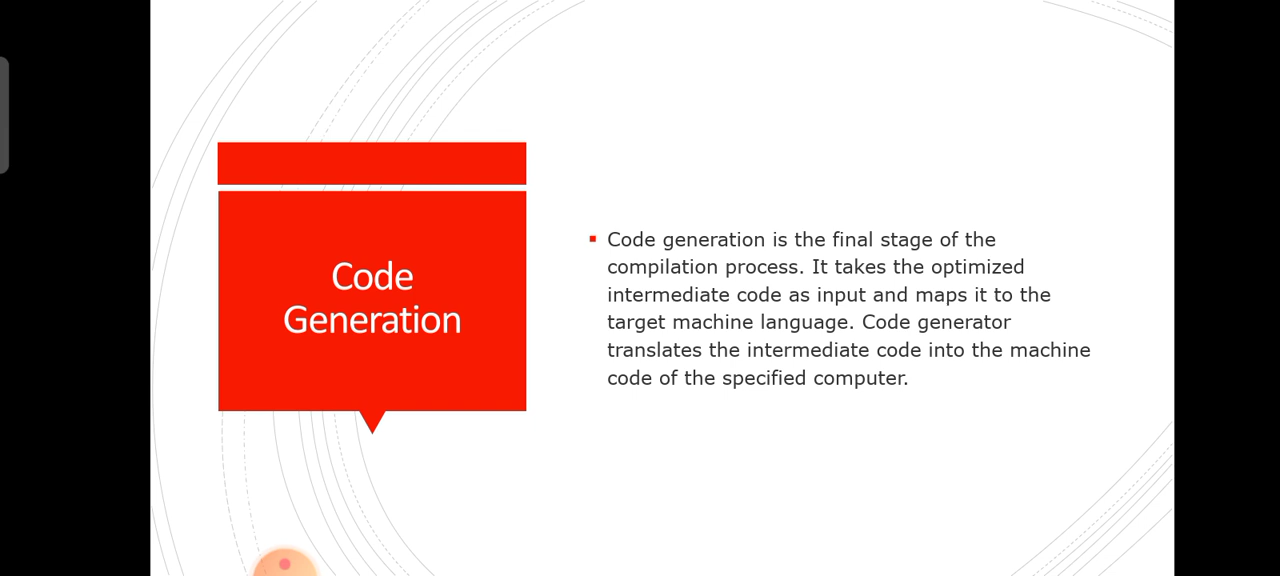 Code
Generation
Code generation is the final stage of the
compilation process. It takes the optimized
intermediate code as input and maps it to the
target machine language. Code generator
translates the intermediate code into the machine
code of the specified computer.